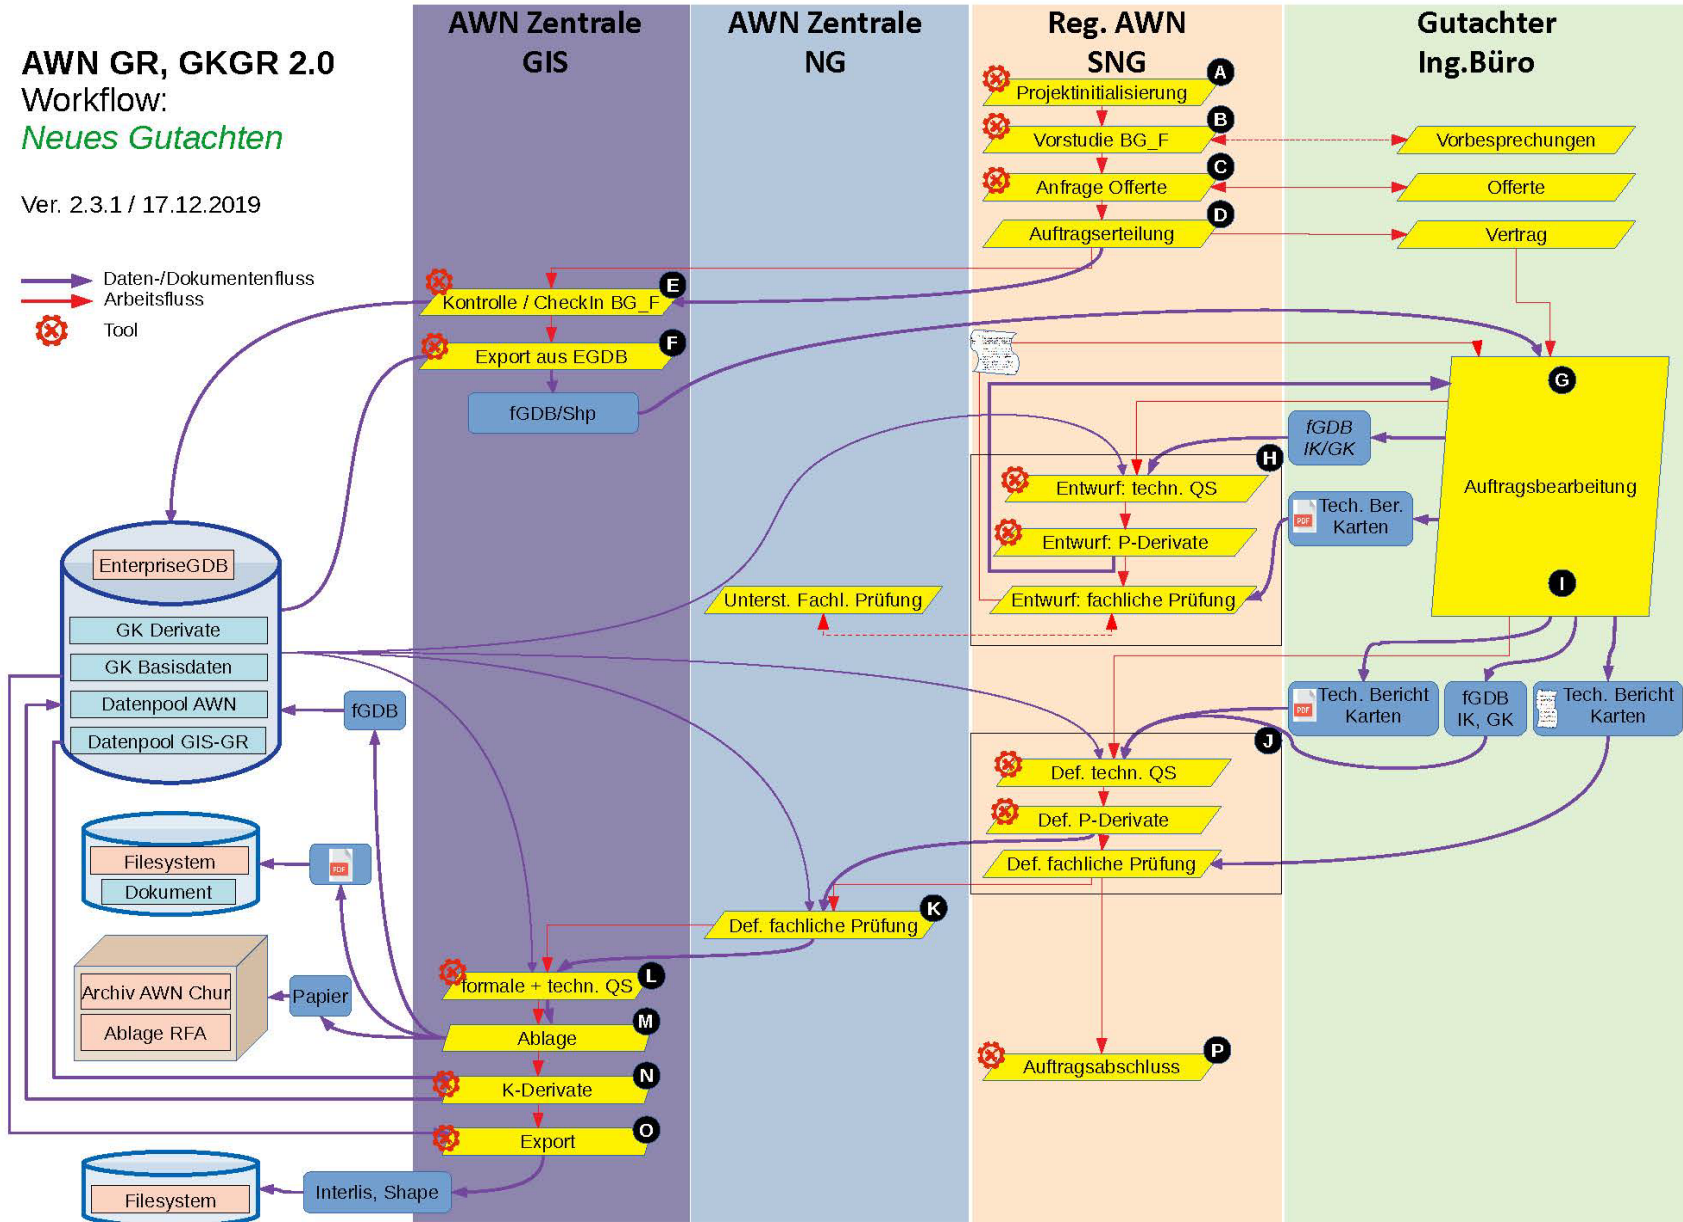 AWN GR, GKGR 2.0
Workflow:
Neues Gutachten
Ver. 2.3.1 / 17.12.2019
Daten-/Dokumentenfluss
Arbeitsfluss
Tool
AWN Zentrale
GIS
AWN Zentrale
NG
Reg. AWN
SNG
Gutachter
Ing.Büro
A
Projektinitialisierung
B
Vorstudie BG_F
Vorbesprechungen
C
Anfrage Offerte
Offerte
D
Auftragserteilung
Vertrag
E
Kontrolle / CheckIn BG_F
F
Export aus EGDB
fGDB/Shp
G
Auftragsbearbeitung
I
fGDB
IK/GK
H
Entwurf: techn. QS
PDF
Tech. Ber.
Karten
Entwurf: P-Derivate
Unterst. Fachl. Prüfung
Entwurf: fachliche Prüfung
EnterpriseGDB
GK Derivate
GK Basisdaten
Datenpool AWN
Datenpool GIS-GR
fGDB
PDF
Tech. Bericht
Karten
fGDB
IK, GK
Tech. Bericht
Karten
J
Def. techn. QS
Def. P-Derivate
Def. fachliche Prüfung
Filesystem
Dokument
PDF
K
Def. fachliche Prüfung
L
formale + techn. QS
Archiv AWN Chur
Ablage RFA
Papier
M
Ablage
P
Auftragsabschluss
N
K-Derivate
O
Export
Interlis, Shape
Filesystem